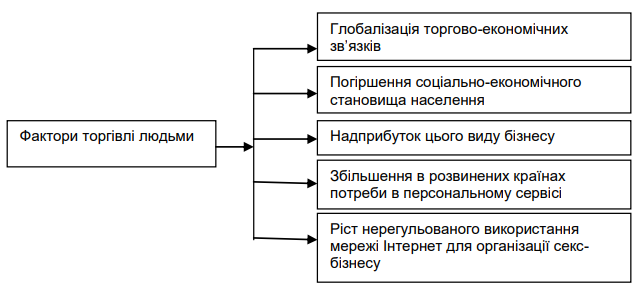 Фактори торгівлі людьми
Глобалізація торгово-економічних
зв’язків
Погіршення соціально-економічного
становища населення
Надприбуток цього виду бізнесу
Збільшення в розвинених країнах
потреби в персональному сервісі
Ріст нерегульованого використання
мережі Інтернет для організації секс-
бізнесу